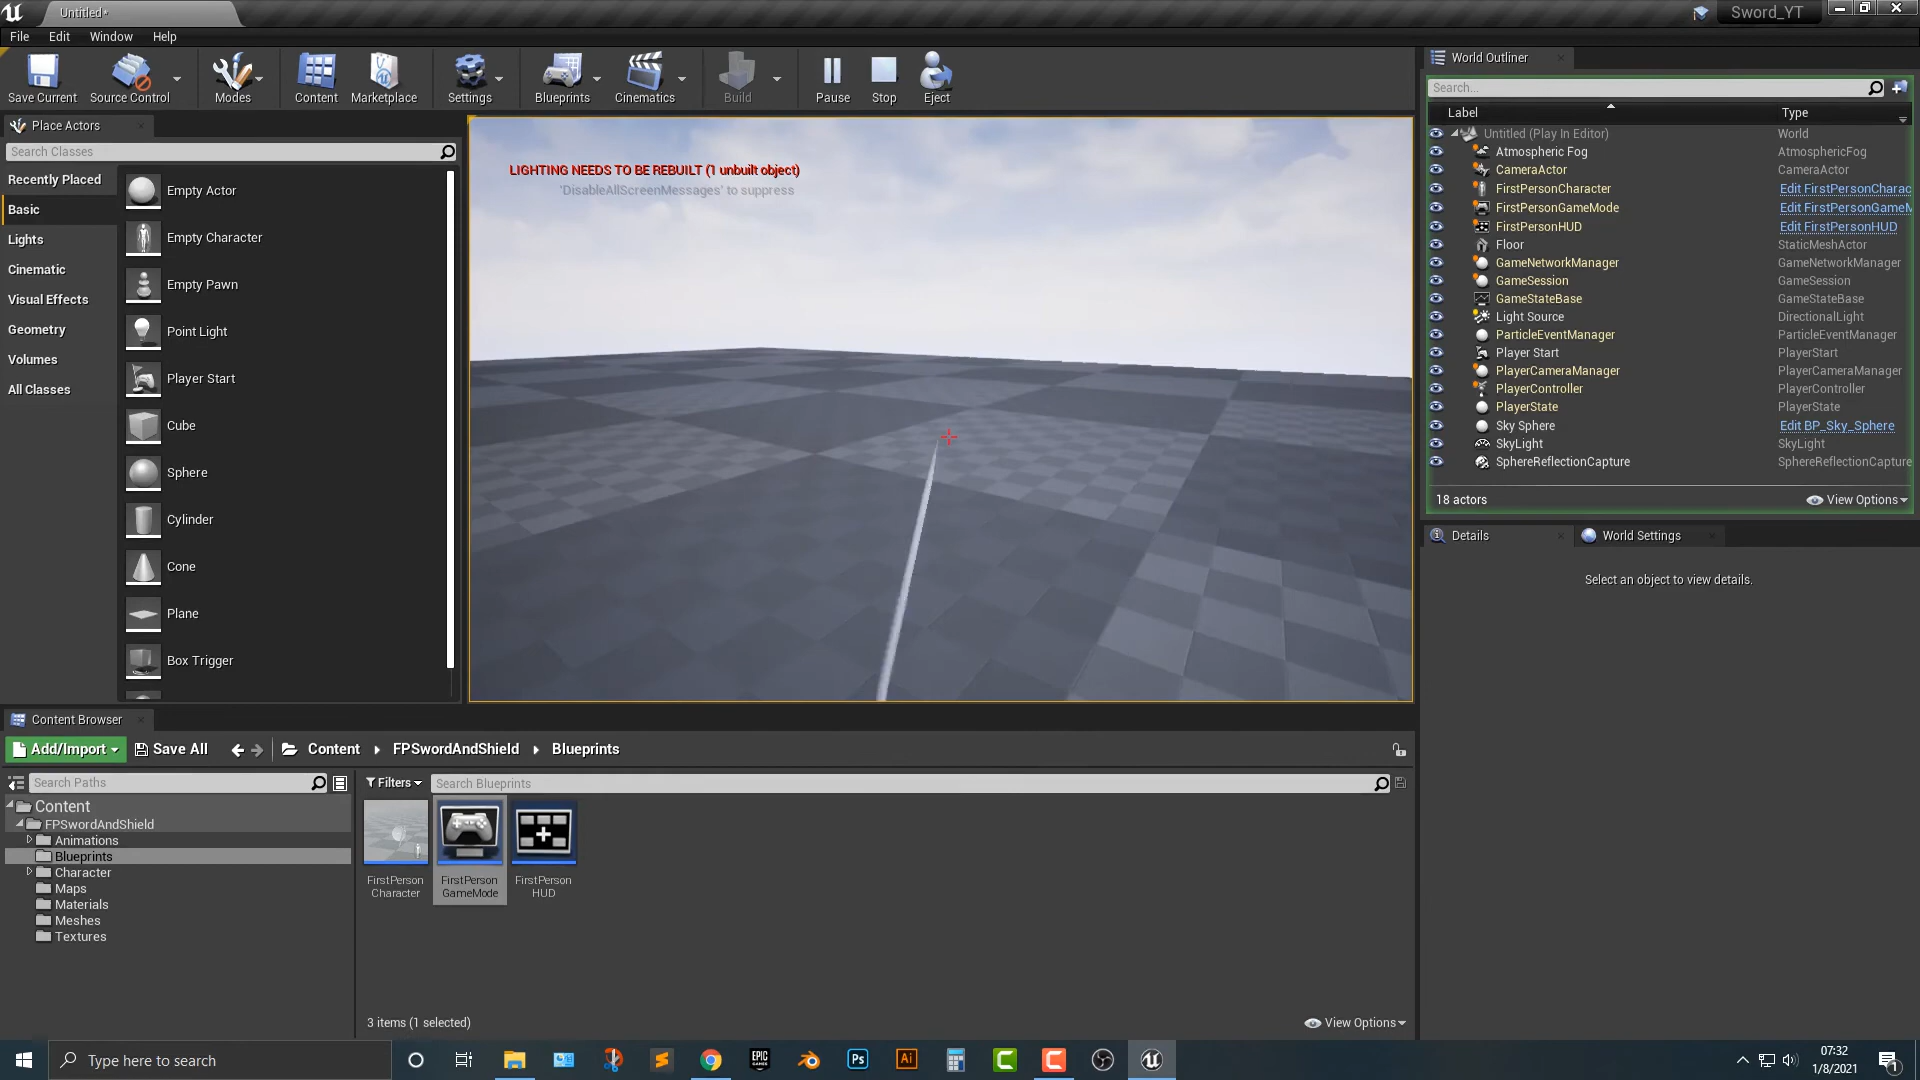 Untitled*
Sword_YT
File Edit Window Help
Save Current
Source Control
Modes
Content
Marketplace
Settings
Blueprints
Cinematics
Build
Pause
Stop
Eject
Place Actors
Search Classes
Recently Placed
Basic
Lights
Cinematic
Visual Effects
Geometry
Volumes
All Classes
Empty Actor
Empty Character
Empty Pawn
Point Light
Player Start
Cube
Sphere
Cylinder
Cone
Plane
Box Trigger
LIGHTING NEEDS TO BE REBUILT (1 unbuilt object)
'DisableAllScreenMessages' to suppress
World Outliner
Search...
Label Type
Untitled (Play In Editor) World
Atmospheric Fog AtmosphericFog
CameraActor CameraActor
FirstPersonCharacter Edit FirstPersonCharac
FirstPersonGameMode Edit FirstPersonGameM
FirstPersonHUD Edit FirstPersonHUD
Floor StaticMeshActor
GameNetworkManager GameNetworkManager
GameSession GameSession
GameStateBase GameStateBase
Light Source DirectionalLight
ParticleEventManager ParticleEventManager
Player Start PlayerStart
PlayerCameraManager PlayerCameraManager
PlayerController PlayerController
PlayerState PlayerState
Sky Sphere Edit BP_Sky_Sphere
SkyLight SkyLight
SphereReflectionCapture SphereReflectionCapture
18 actors View Options
Details World Settings
Select an object to view details.
Content Browser
Add/Import Save All Content FPSwordAndShield Blueprints
Search Paths
Filters Search Blueprints
Content
FPSwordAndShield
Animations
Blueprints
Character
Maps
Materials
Meshes
Textures
FirstPerson
Character
FirstPerson
GameMode
FirstPerson
HUD
3 items (1 selected) View Options
Type here to search
EPIC
GAMES
Ps
Ai
07:32
1/8/2021
1